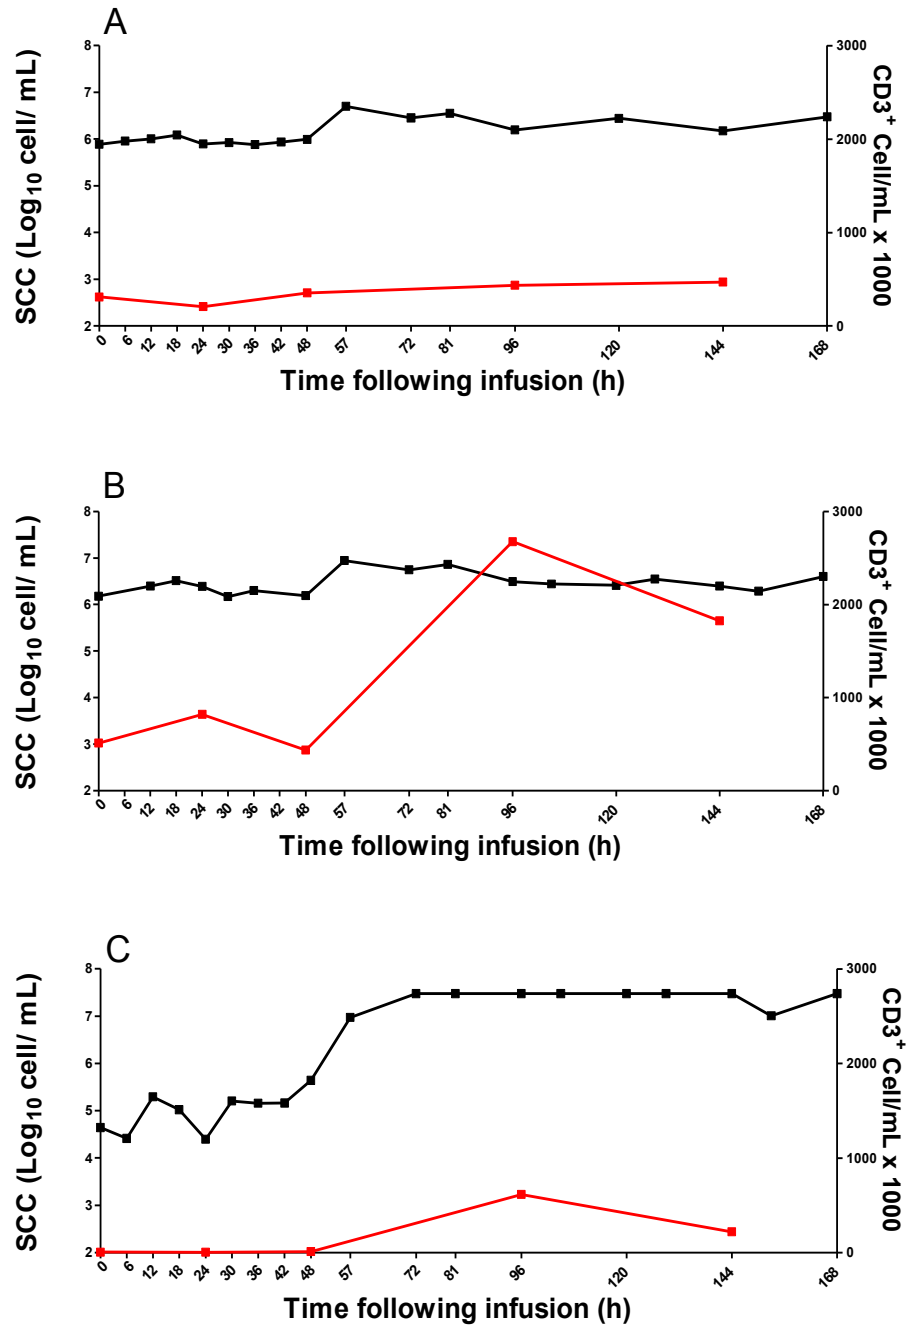 A
SCC (Log10 cell/ mL)
8
7
6
5
4
3
2
3000
2000
1000
0
CD3+ Cell/mL x 1000
0 6 12 18 24 30 36 42 48 57 72 81 96 120 144 168
Time following infusion (h)
B
SCC (Log10 cell/ mL)
8
7
6
5
4
3
2
3000
2000
1000
0
CD3+ Cell/mL x 1000
0 6 12 18 24 30 36 42 48 57 72 81 96 120 144 168
Time following infusion (h)
C
SCC (Log10 cell/ mL)
8
7
6
5
4
3
2
3000
2000
1000
0
CD3+ Cell/mL x 1000
0 6 12 18 24 30 36 42 48 57 72 81 96 120 144 168
Time following infusion (h)